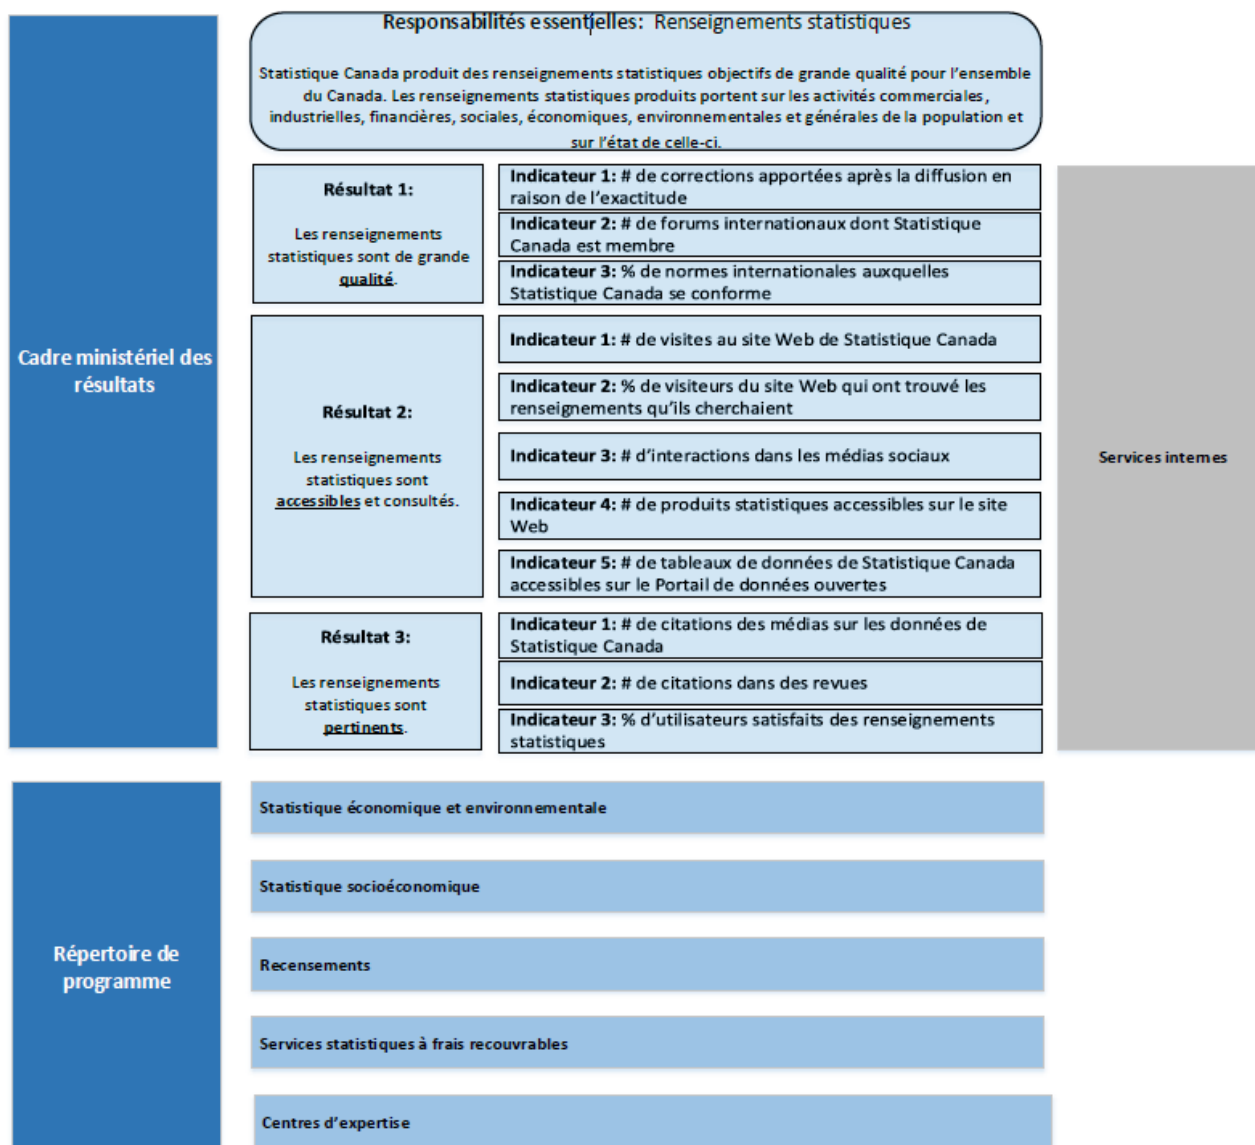 Responsabilités essentielles: Renseignements statistiques
Statistique Canada produit des renseignements statistiques objectifs de grande qualité pour l'ensemble
du Canada. Les renseignements statistiques produits portent sur les activités commerciales,
industrielles, financières, sociales, économiques, environnementales et générales de la population et
sur l'état de celle-ci.
Cadre ministériel des
résultats
Résultat 1:
Les renseignements
statistiques sont de grande
qualité.
Indicateur 1: # de corrections apportées après la diffusion en
raison de l'exactitude
Indicateur 2: # de forums internationaux dont Statistique
Canada est membre
Indicateur 3: % de normes internationales auxquelles
Statistique Canada se conforme
Résultat 2:
Les renseignements
statistiques sont
accessibles et consultés.
Indicateur 1: # de visites au site Web de Statistique Canada
Indicateur 2: % de visiteurs du site Web qui ont trouvé les
renseignements qu'ils cherchaient
Indicateur 3: # d'interactions dans les médias sociaux
Indicateur 4: # de produits statistiques accessibles sur le site
Web
Indicateur 5: # de tableaux de données de Statistique Canada
accessibles sur le Portail de données ouvertes
Résultat 3:
Les renseignements
statistiques sont
pertinents.
Indicateur 1: # de citations des médias sur les données de
Statistique Canada
Indicateur 2: # de citations dans des revues
Indicateur 3: % d'utilisateurs satisfaits des renseignements
statistiques
Services internes
Répertoire de
programme
Statistique économique et environnementale
Statistique socioéconomique
Recensements
Services statistiques à frais recouvrables
Centres d'expertise